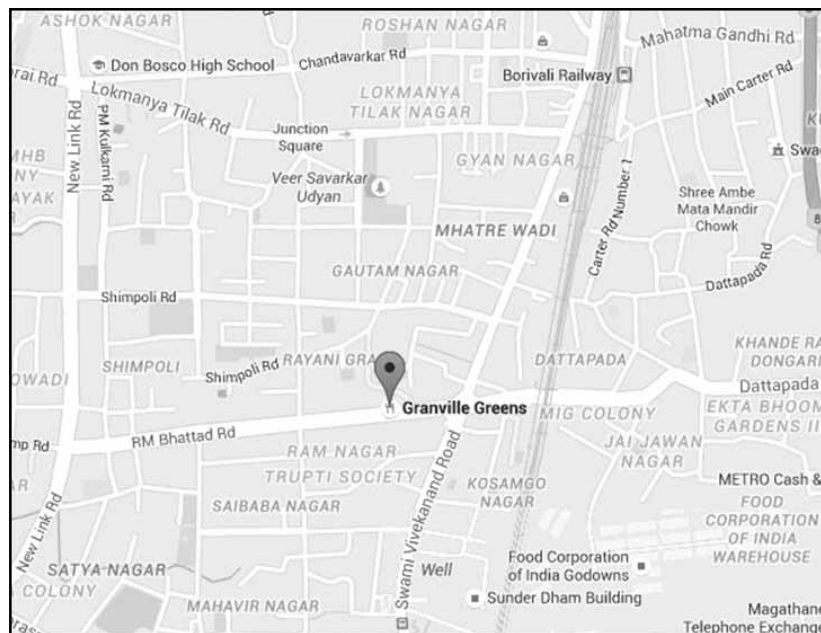 ASHOK NAGAR
ROSHAN NAGAR
Mahatma Gandhi Rd
Don Bosco High School
Chandavarkar Rd
Borivali Railway
orai Rd
Lokmanya Tilak Rd
LOKMANYA
TILAK NAGAR
Main Carter Rd
New Link Rd
PM Kulkarni Rd
Junction
Square
GYAN NAGAR
MHB
Swa
Veer Savarkar
Udyan
Carter Rd Number 1
Shree Ambe
Mata Mandir
Chowk
MHATRE WADI
GAUTAM NAGAR
Dattapada Rd
Shimpoli Rd
SHIMPOLI
RAYANI GRA
DATTAPADA
KHANDE RA
DONGARI
OWADI
Shimpoli Rd
Dattapada
Granville Greens
MIG COLONY
EKTA BHOOM
GARDENS II
mp Rd
RM Bhattad Rd
RAM NAGAR
JAI JAWAN
NAGAR
TRUPTI SOCIETY
Swami Vivekanand Road
KOSAMGO
NAGAR
METRO Cash &
SAIBABA NAGAR
FOOD
CORPORATION
OF INDIA
WAREHOUSE
New Link Rd
SATYA NAGAR
COLONY
Well
Food Corporation
of India Godowns
MAHAVIR NAGAR
Sunder Dham Building
Magathane
Telephone Exchange